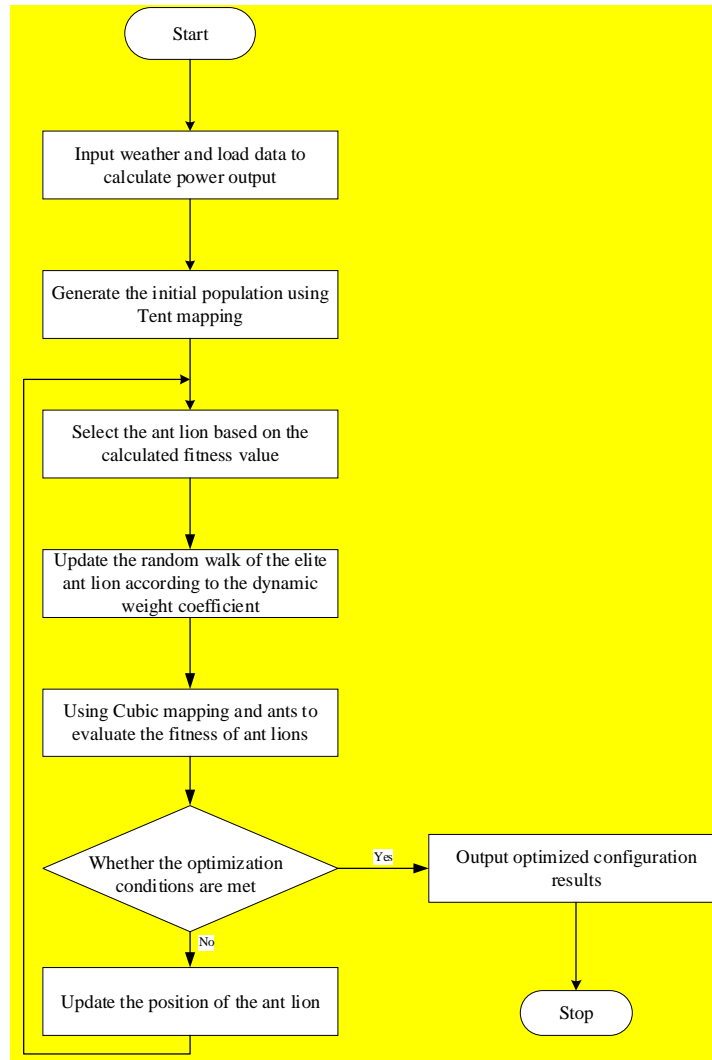 Start
Input weather and load data to
calculate power output
Generate the initial population using
Tent mapping
Select the ant lion based on the
calculated fitness value
Update the random walk of the elite
ant lion according to the dynamic
weight coefficient
Using Cubic mapping and ants to
evaluate the fitness of ant lions
Whether the optimization
conditions are met
Yes
Output optimized configuration
results
No
Update the position of the ant lion
Stop